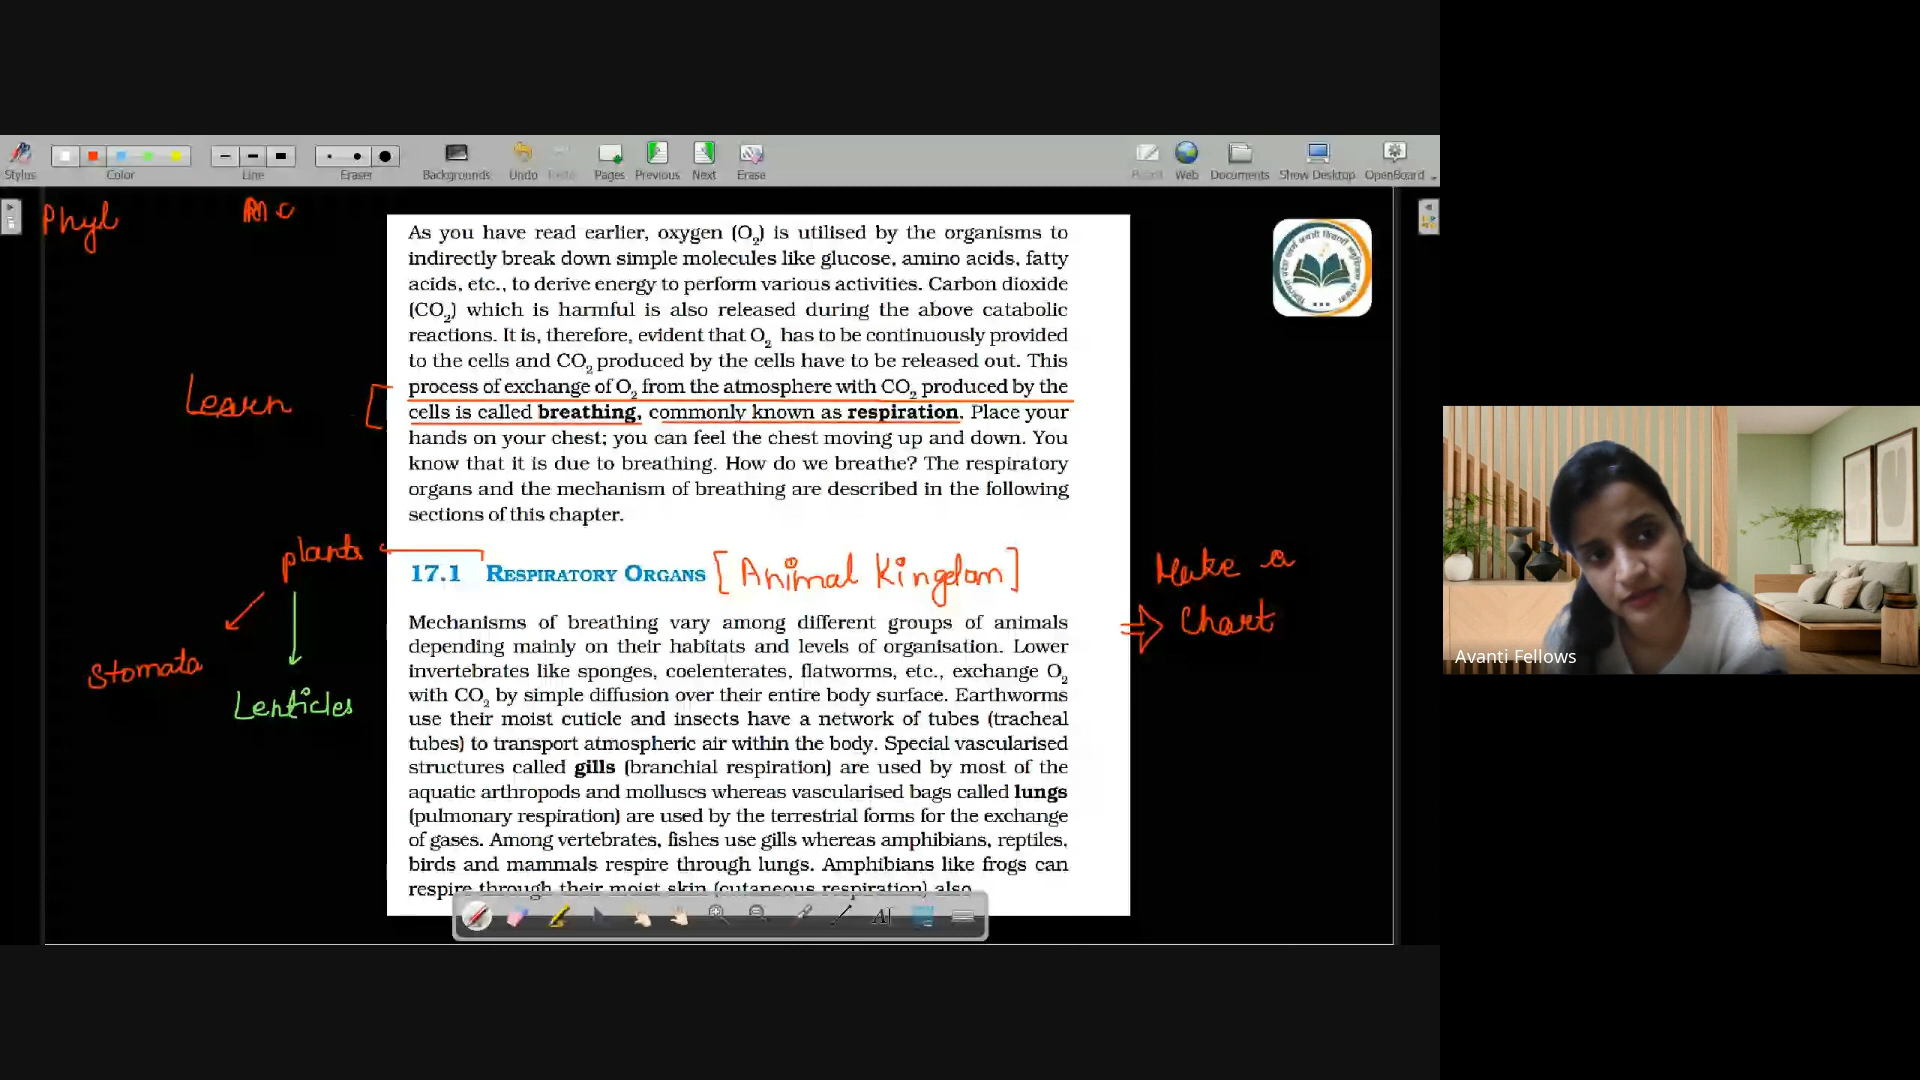 Stylus Color Line Eraser Backgrounds Undo Redo Pages Previous Next Erase Board Web Documents Show Desktop OpenBoard
Phyl
As you have read earlier, oxygen (O2) is utilised by the organisms to
indirectly break down simple molecules like glucose, amino acids, fatty
acids, etc., to derive energy to perform various activities. Carbon dioxide
(CO2) which is harmful is also released during the above catabolic
reactions. It is, therefore, evident that O2 has to be continuously provided
to the cells and CO2 produced by the cells have to be released out. This
process of exchange of O2 from the atmosphere with CO2 produced by the
cells is called breathing, commonly known as respiration. Place your
hands on your chest; you can feel the chest moving up and down. You
know that it is due to breathing. How do we breathe? The respiratory
organs and the mechanism of breathing are described in the following
sections of this chapter.
Learn
plants
Stomata
Lenticles
17.1 RESPIRATORY ORGANS [Animal Kingdom]
Make a
Chart
Mechanisms of breathing vary among different groups of animals
depending mainly on their habitats and levels of organisation. Lower
invertebrates like sponges, coelenterates, flatworms, etc., exchange O2
with CO2 by simple diffusion over their entire body surface. Earthworms
use their moist cuticle and insects have a network of tubes (tracheal
tubes) to transport atmospheric air within the body. Special vascularised
structures called gills (branchial respiration) are used by most of the
aquatic arthropods and molluscs whereas vascularised bags called lungs
(pulmonary respiration) are used by the terrestrial forms for the exchange
of gases. Among vertebrates, fishes use gills whereas amphibians, reptiles,
birds and mammals respire through lungs. Amphibians like frogs can
respire through their moist skin (cutaneous respiration) also.
Avanti Fellows